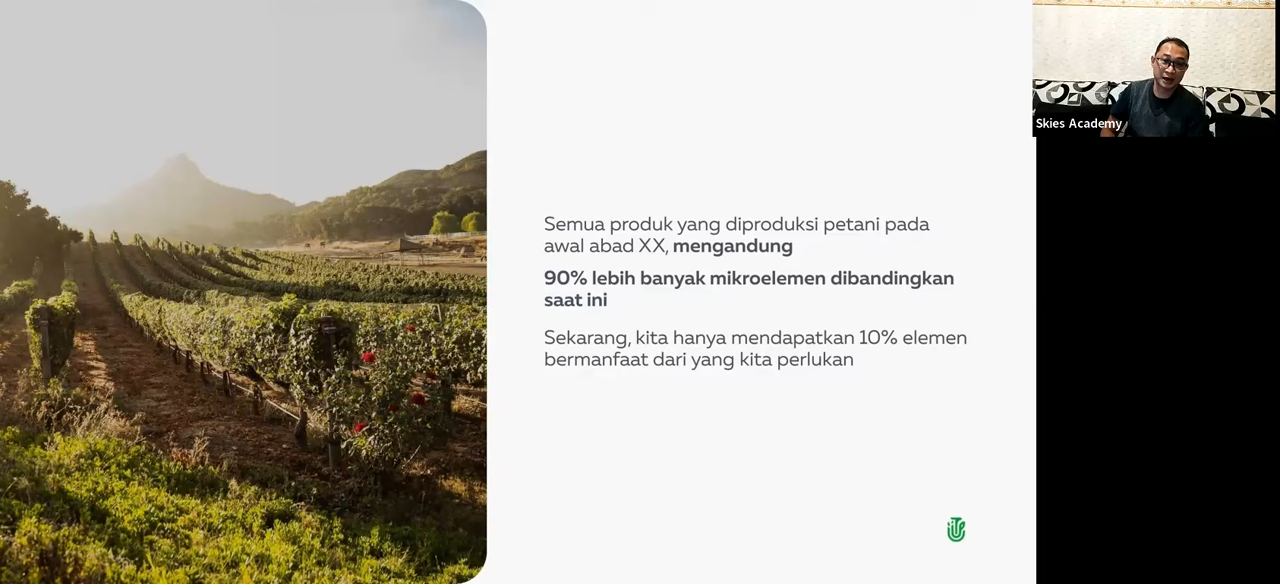 Semua produk yang diproduksi petani pada
awal abad XX, mengandung
90% lebih banyak mikroelemen dibandingkan
saat ini
Sekarang, kita hanya mendapatkan 10% elemen
bermanfaat dari yang kita perlukan
Skies Academy